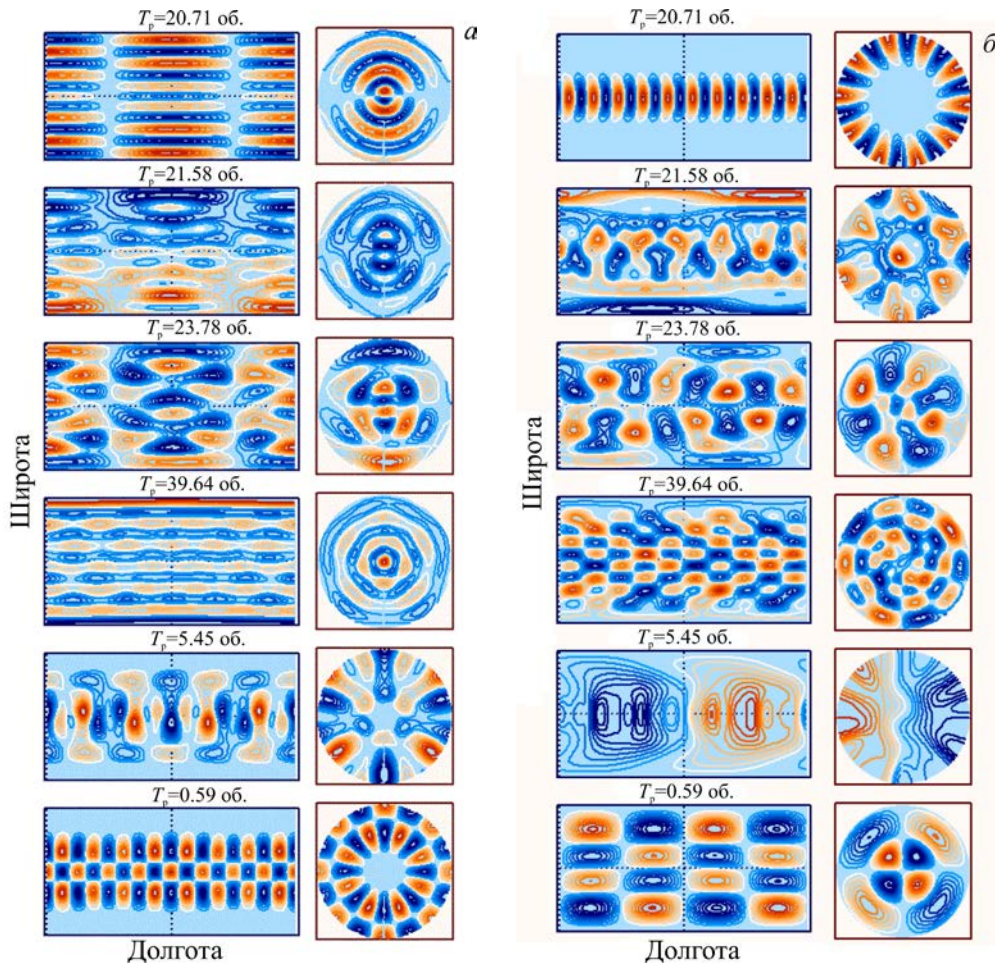 Tр=20.71 об.
а
Tр=21.58 об.
Tр=23.78 об.
Tр=39.64 об.
Tр=5.45 об.
Tр=0.59 об.
Широта
Долгота
Tр=20.71 об.
б
Tр=21.58 об.
Tр=23.78 об.
Tр=39.64 об.
Tр=5.45 об.
Tр=0.59 об.
Широта
Долгота